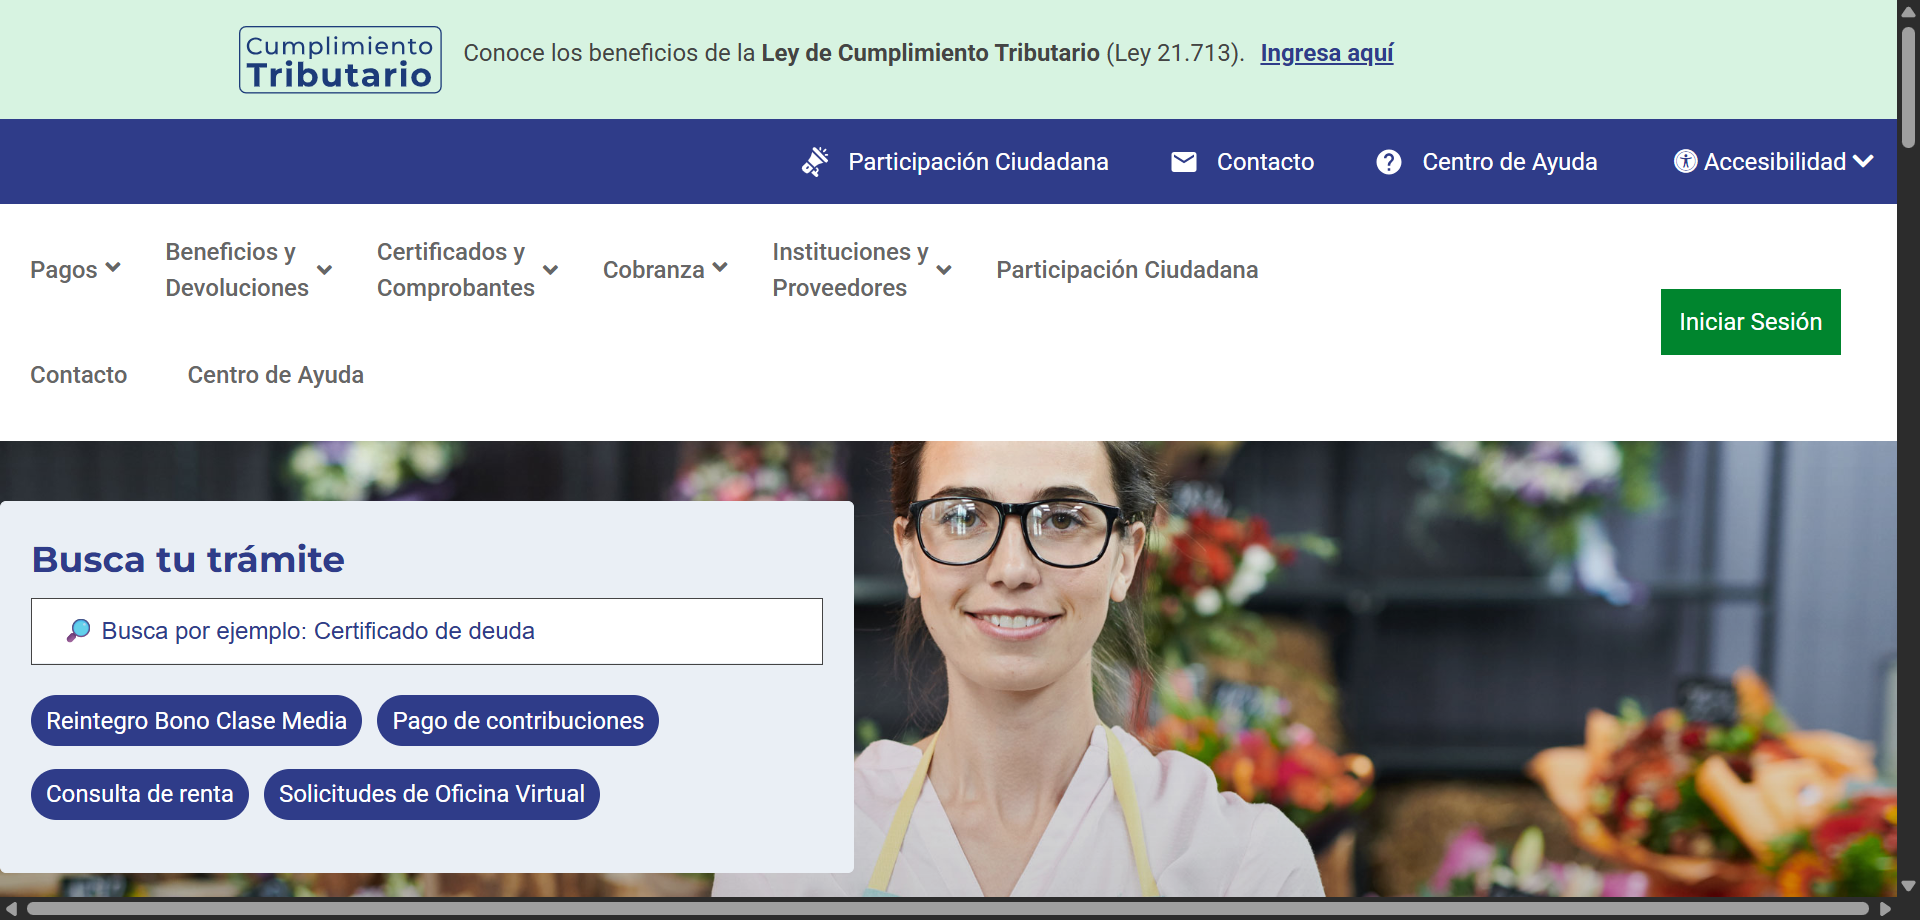 Cumplimiento
Tributario
Conoce los beneficios de la Ley de Cumplimiento Tributario (Ley 21.713). Ingresa aquí
Participación Ciudadana
Contacto
Centro de Ayuda
Accesibilidad
Pagos
Beneficios y
Devoluciones
Certificados y
Comprobantes
Cobranza
Instituciones y
Proveedores
Participación Ciudadana
Iniciar Sesión
Contacto
Centro de Ayuda
Busca tu trámite
Busca por ejemplo: Certificado de deuda
Reintegro Bono Clase Media
Pago de contribuciones
Consulta de renta
Solicitudes de Oficina Virtual